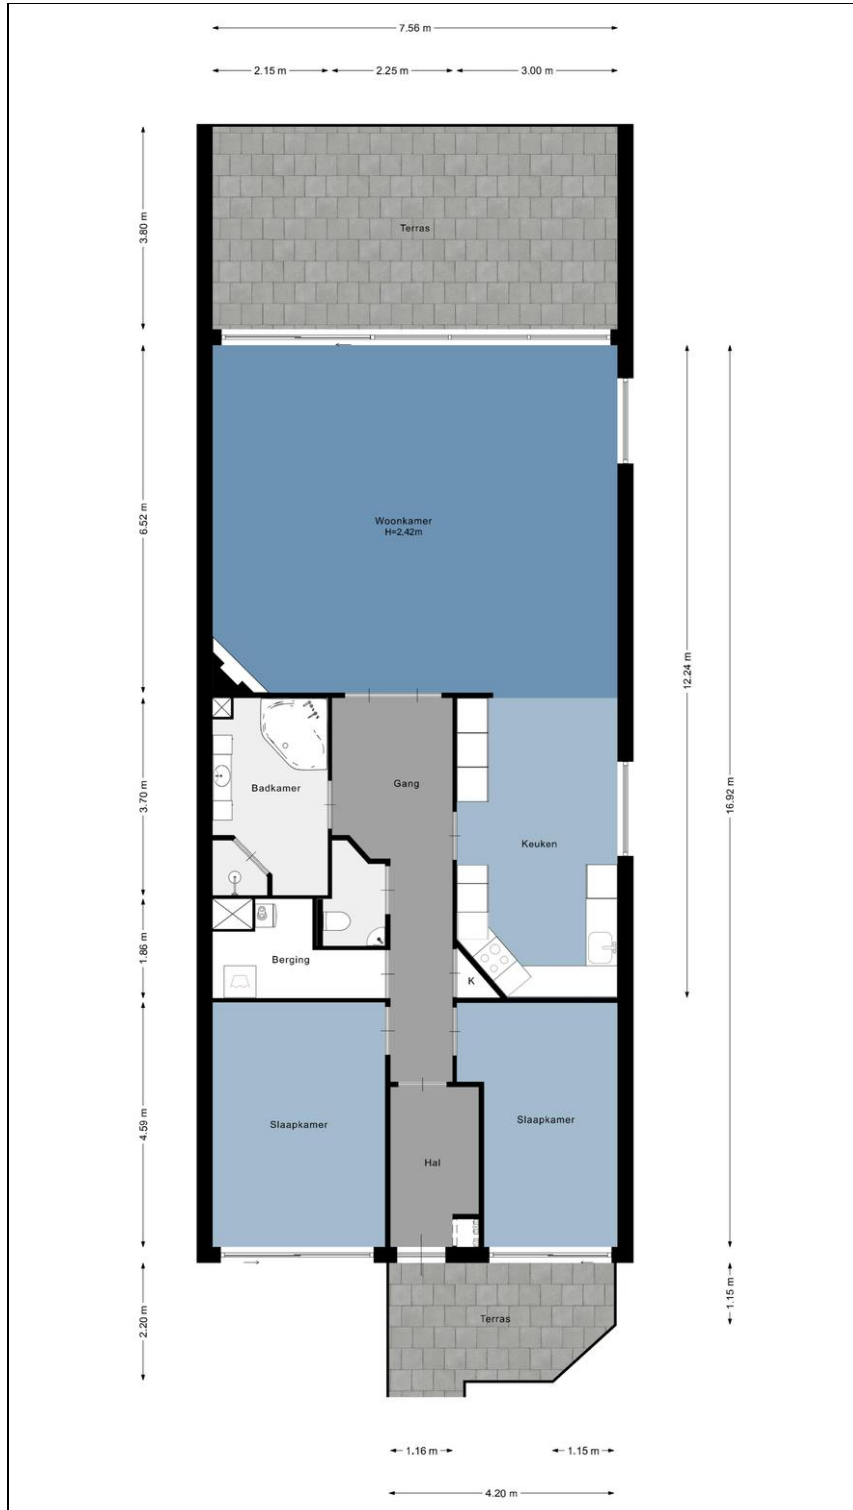 7.56 m
2.15 m
2.25 m
3.00 m
3.80 m
Terras
6.52 m
Woonkamer
H=2.42m
12.24 m
16.92 m
3.70 m
Badkamer
Gang
Keuken
1.86 m
Berging
K
4.59 m
Slaapkamer
Slaapkamer
Hal
2.20 m
Terras
1.15 m
1.16 m
1.15 m
4.20 m